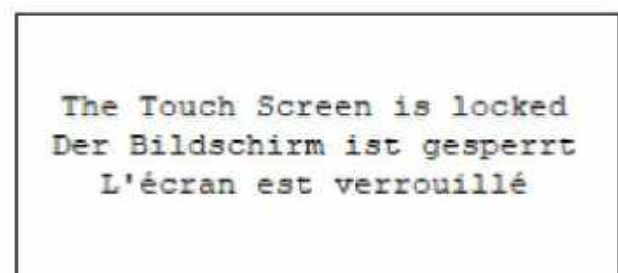 The Touch Screen is locked
Der Bildschirm ist gesperrt
L'écran est verrouillé